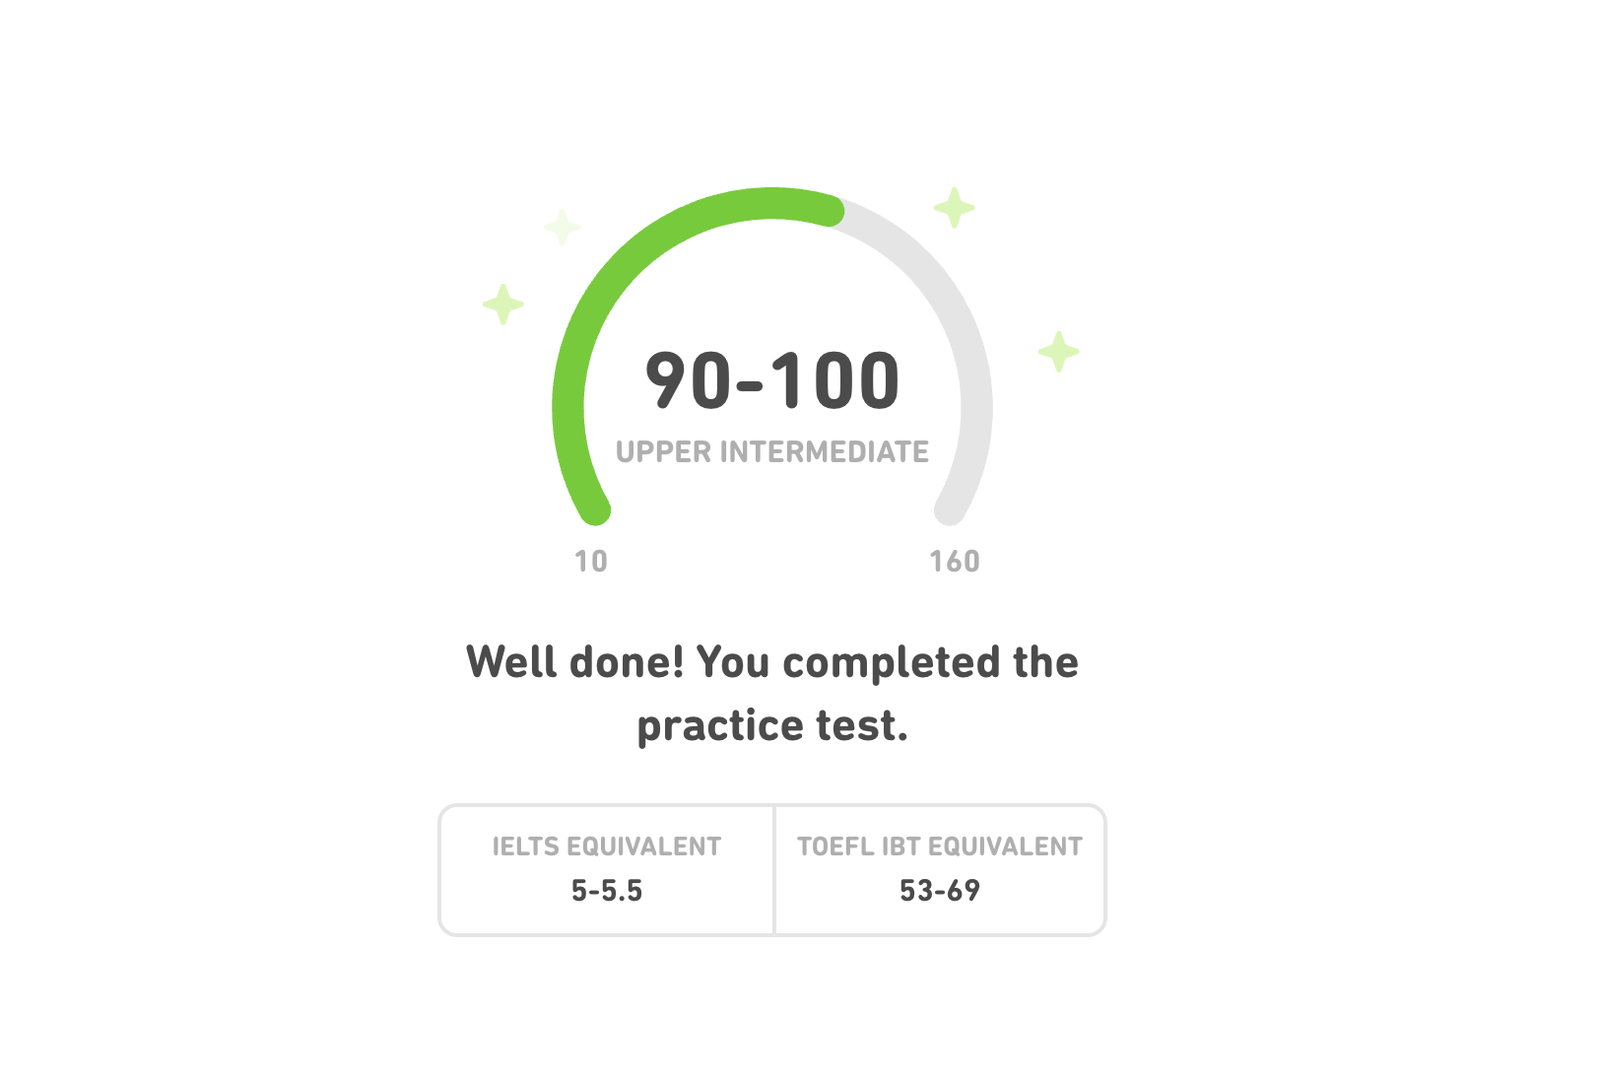 90-100
UPPER INTERMEDIATE
10
160
Well done! You completed the
practice test.
IELTS EQUIVALENT
5-5.5
TOEFL IBT EQUIVALENT
53-69